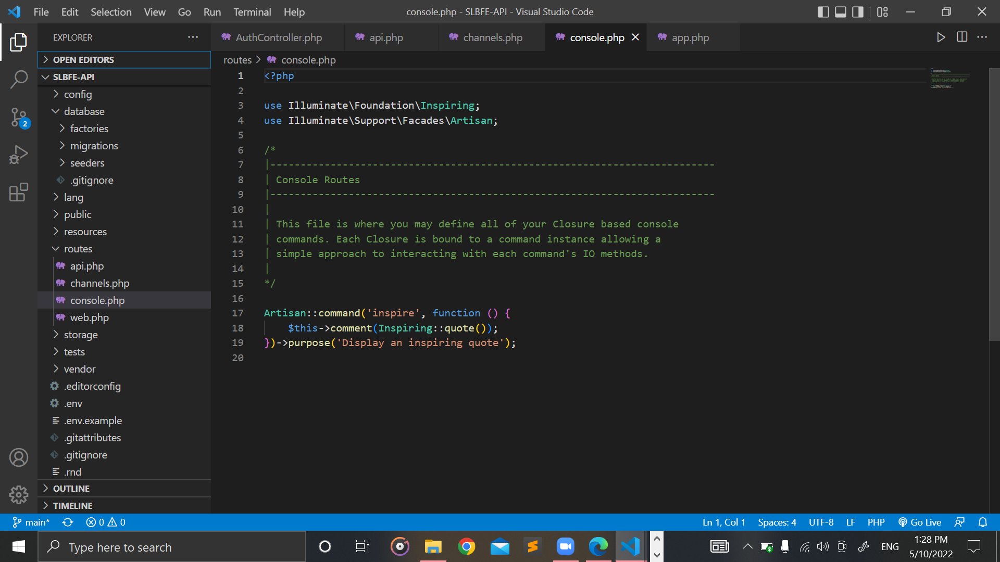 File Edit Selection View Go Run Terminal Help
console.php - SLBFE-API - Visual Studio Code
EXPLORER
OPEN EDITORS
SLBFE-API
config
database
factories
migrations
seeders
.gitignore
lang
public
resources
routes
api.php
channels.php
console.php
web.php
storage
tests
vendor
.editorconfig
.env
.env.example
.gitattributes
.gitignore
.rnd
OUTLINE
TIMELINE
2
AuthController.php api.php channels.php console.php app.php
routes > console.php
1 <?php
2
3 use Illuminate\Foundation\Inspiring;
4 use Illuminate\Support\Facades\Artisan;
5
6 /*
7 |--------------------------------------------------------------------------
8 | Console Routes
9 |--------------------------------------------------------------------------
10 |
11 | This file is where you may define all of your Closure based console
12 | commands. Each Closure is bound to a command instance allowing a
13 | simple approach to interacting with each command's IO methods.
14 |
15 */
16
17 Artisan::command('inspire', function () {
18     $this->comment(Inspiring::quote());
19 })->purpose('Display an inspiring quote');
20
main* 0 0
Ln 1, Col 1 Spaces: 4 UTF-8 LF PHP Go Live
Type here to search
ENG
1:28 PM
5/10/2022